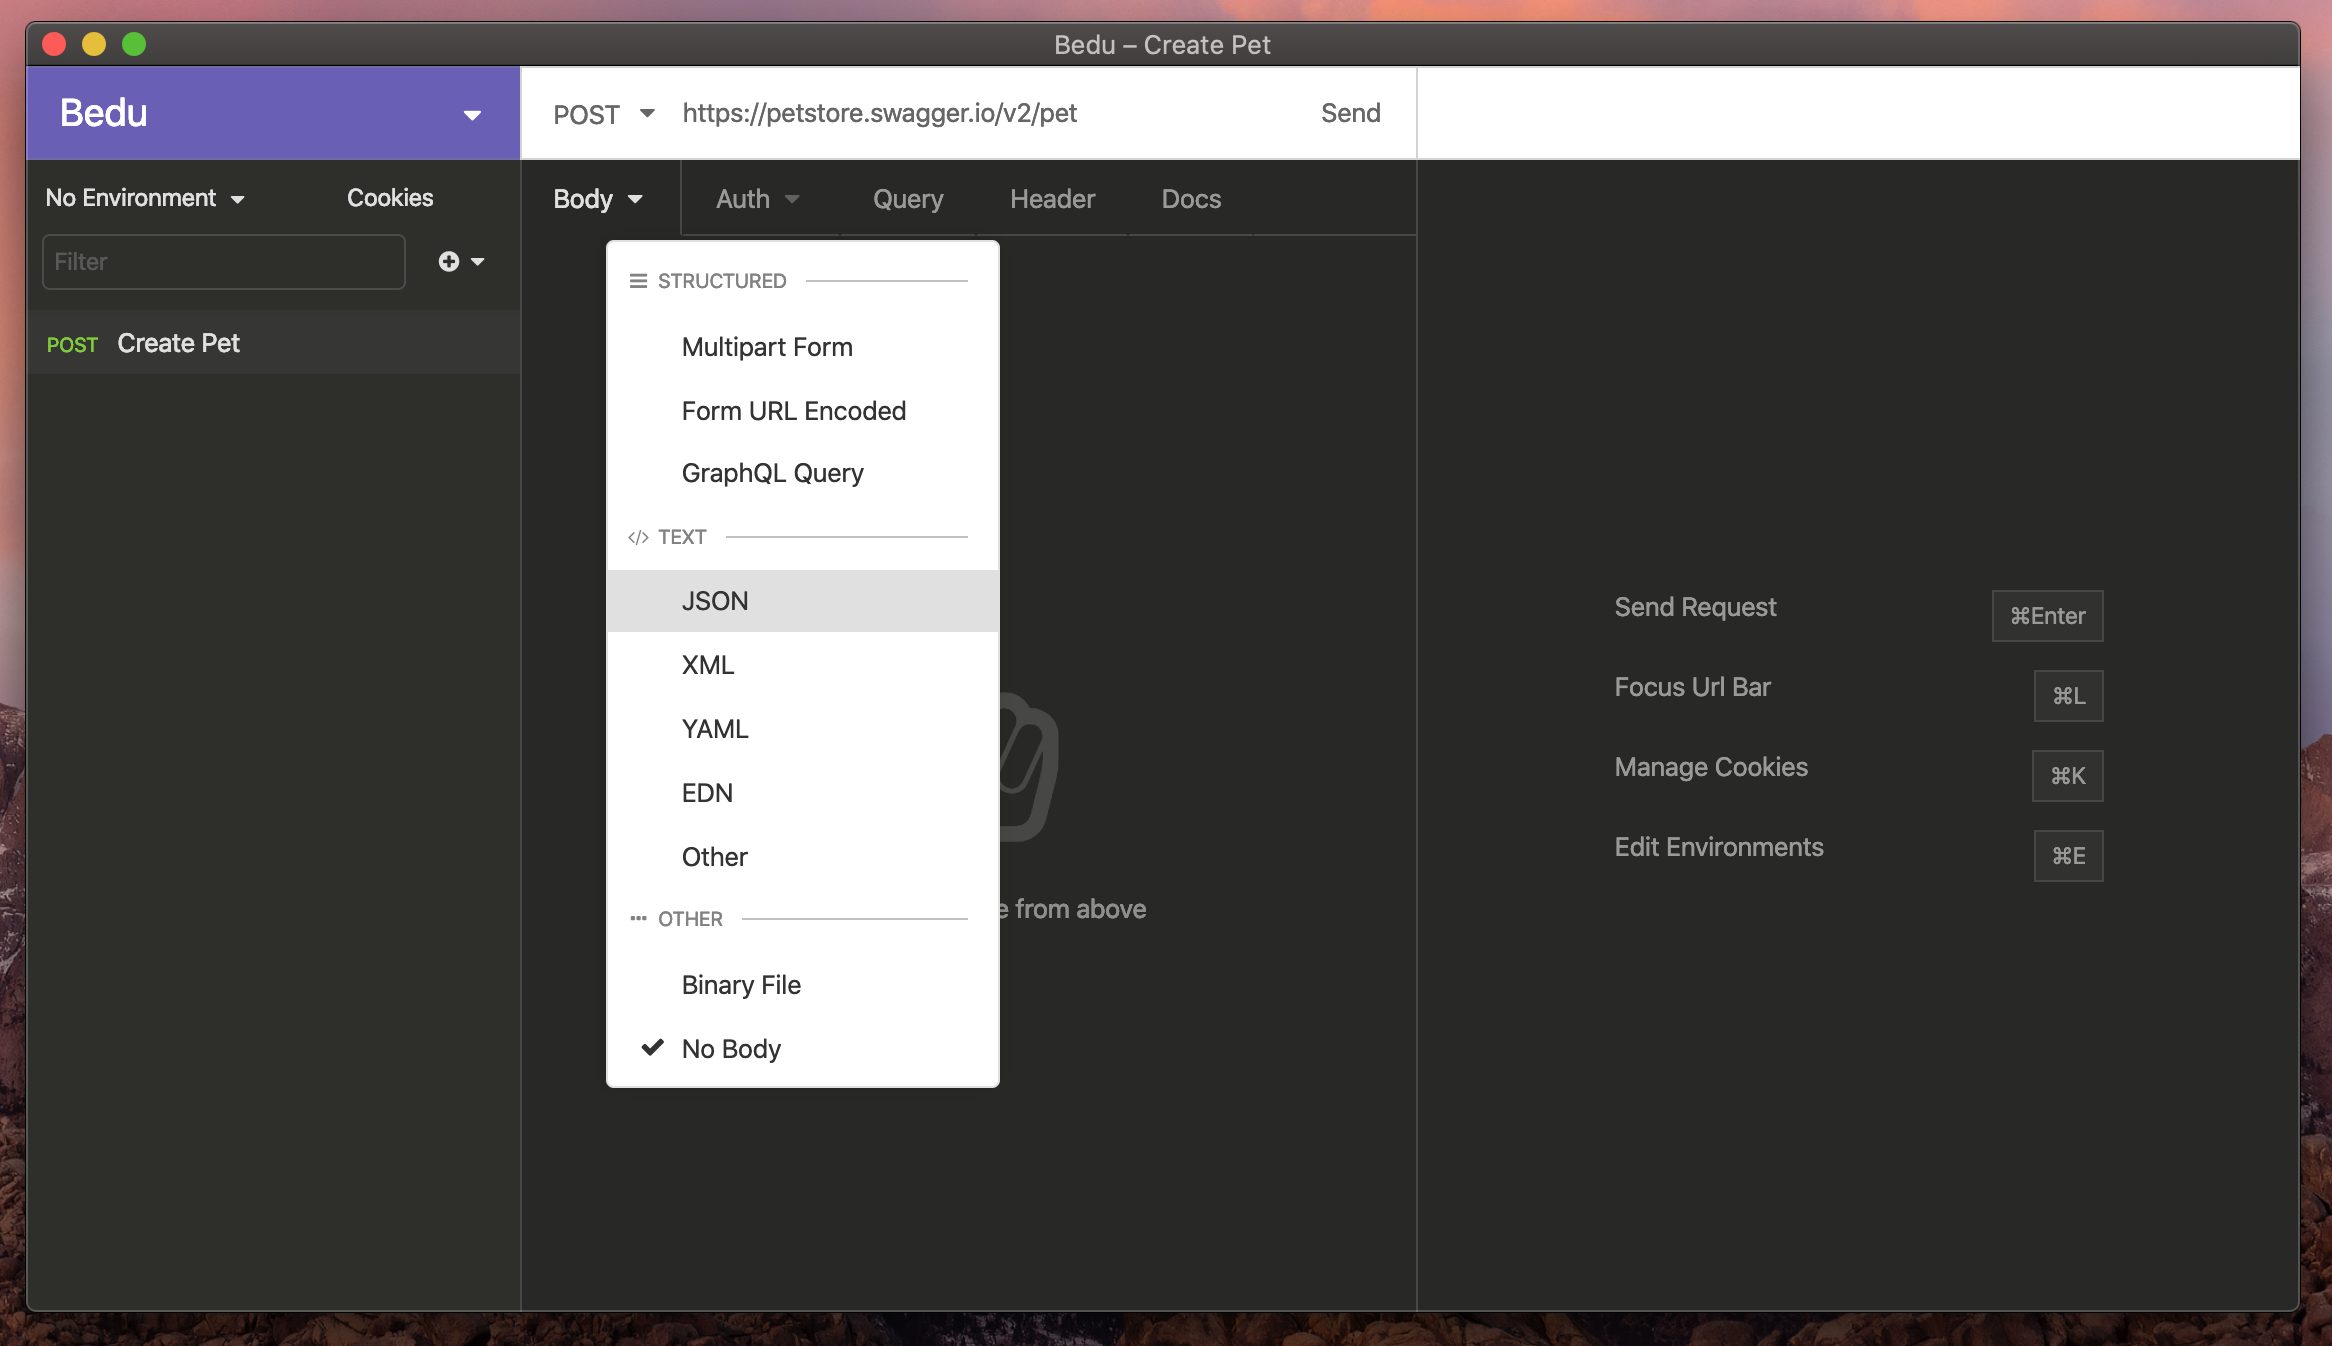 Bedu – Create Pet
Bedu
POST https://petstore.swagger.io/v2/pet Send
No Environment Cookies
Filter
POST Create Pet
Body Auth Query Header Docs
STRUCTURED
Multipart Form
Form URL Encoded
GraphQL Query
TEXT
JSON
XML
YAML
EDN
Other
OTHER
Binary File
No Body
from above
Send Request ⌘Enter
Focus Url Bar ⌘L
Manage Cookies ⌘K
Edit Environments ⌘E